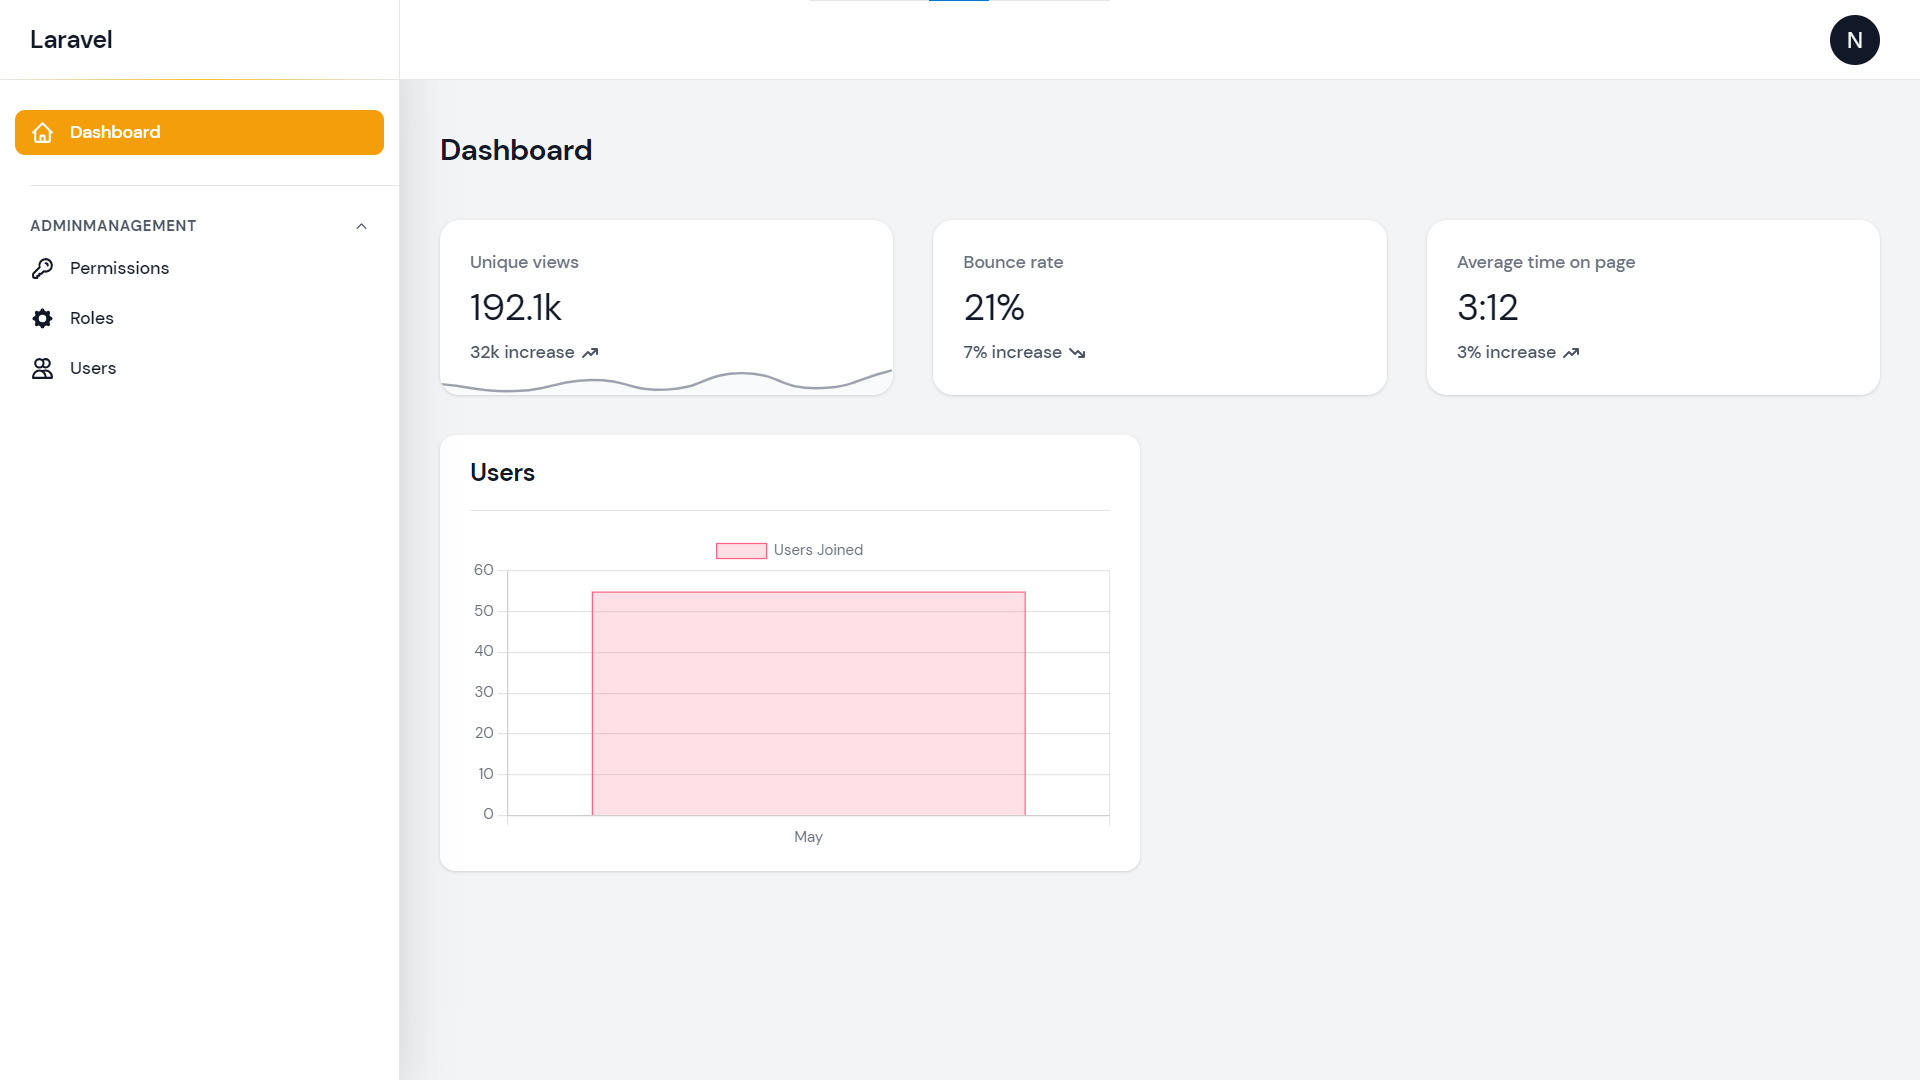 Laravel
N
Dashboard
ADMINMANAGEMENT
Permissions
Roles
Users
Dashboard
Unique views
192.1k
32k increase
Bounce rate
21%
7% increase
Average time on page
3:12
3% increase
Users
Users Joined
60
50
40
30
20
10
0
May